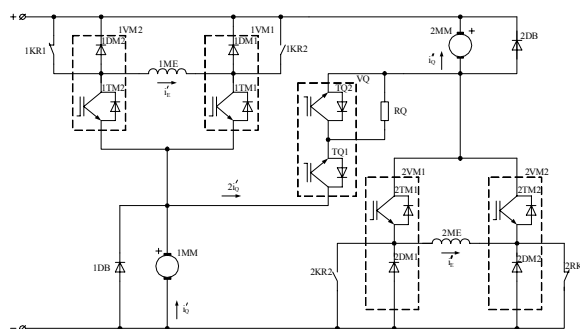 +
1VM2
1VM1
1DM2
1DM1
1KR1
1KR2
1ME
i'E
1TM2
1TM1
2MM
+
i'Q
2DB
VQ
TQ2
RQ
TQ1
2i'Q
2VM1
2VM2
2TM1
2TM2
2ME
i'E
2KR2
2RK
2DM1
2DM2
+
1MM
1DB
i'Q
−